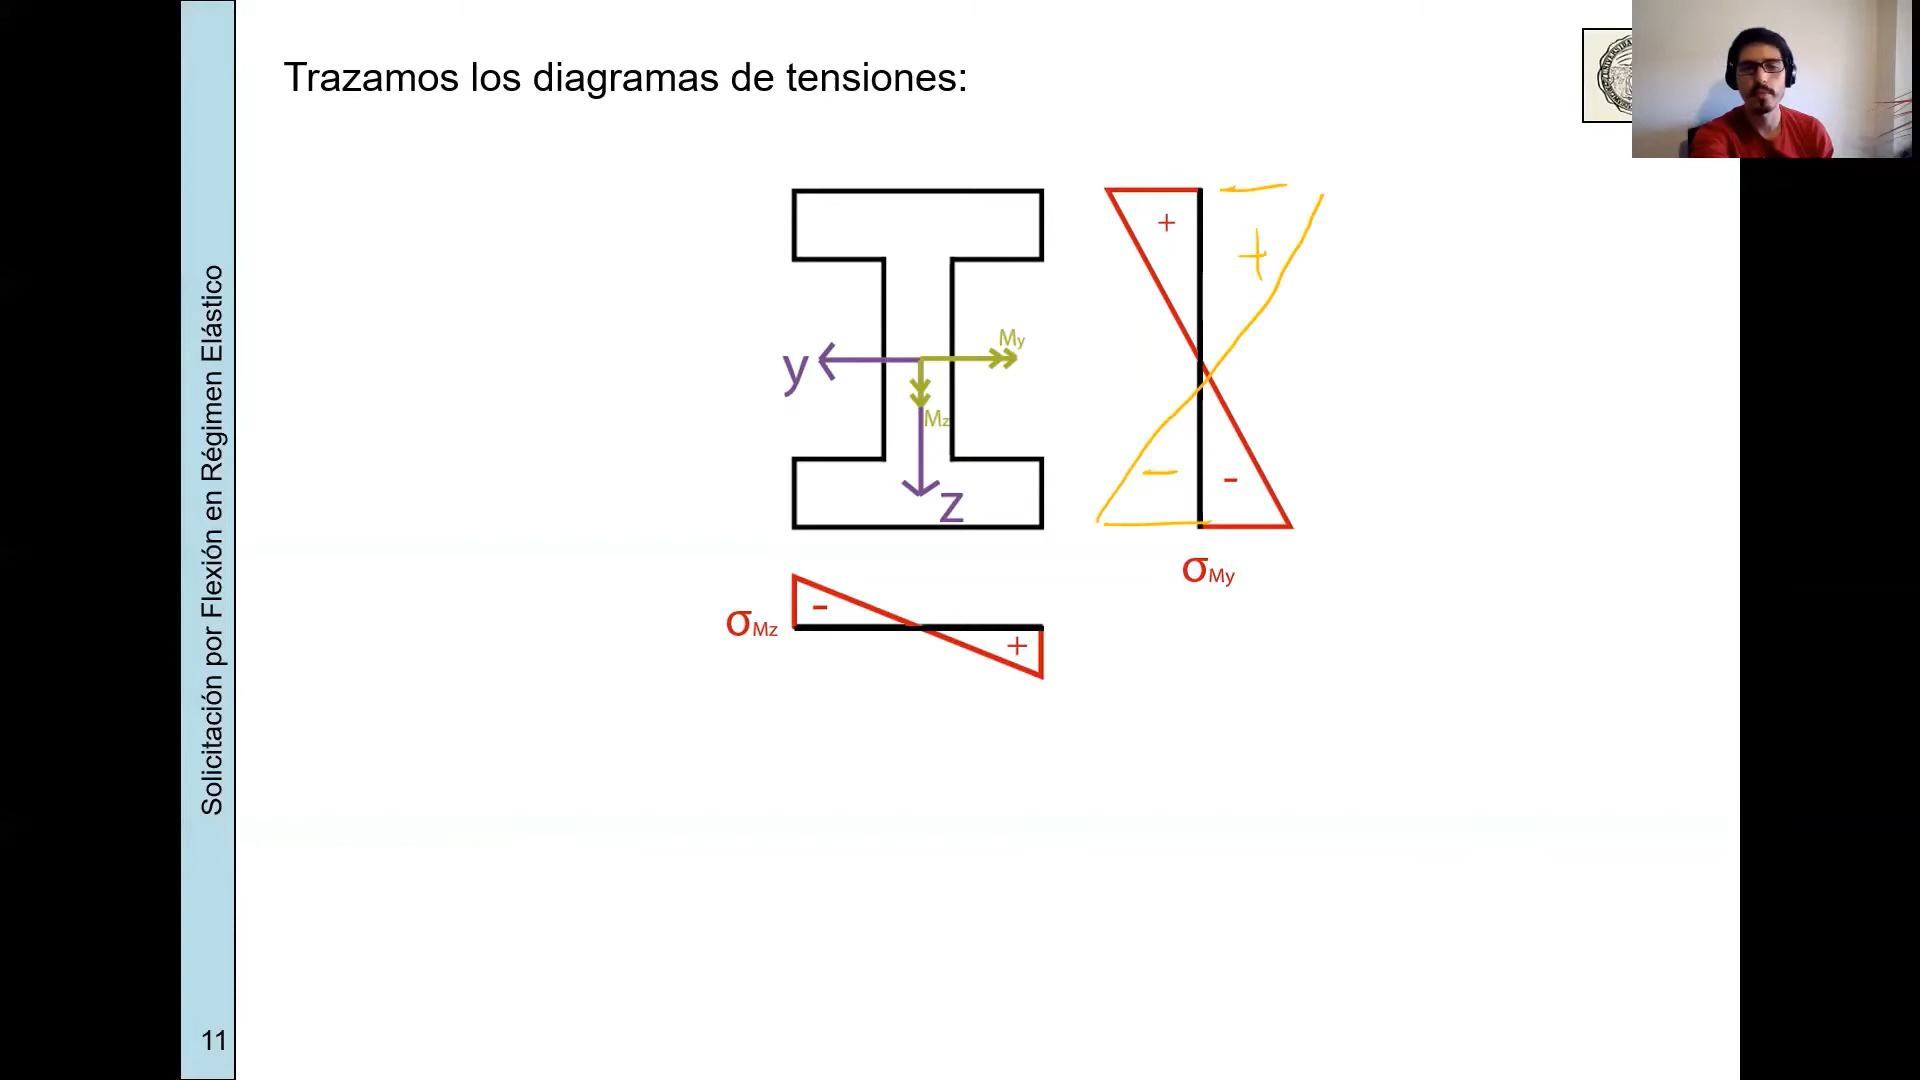 Trazamos los diagramas de tensiones:
Solicitación por Flexión en Régimen Elástico
+
+
My
y
Mz
-
-
z
σMy
-
σMz
+
11